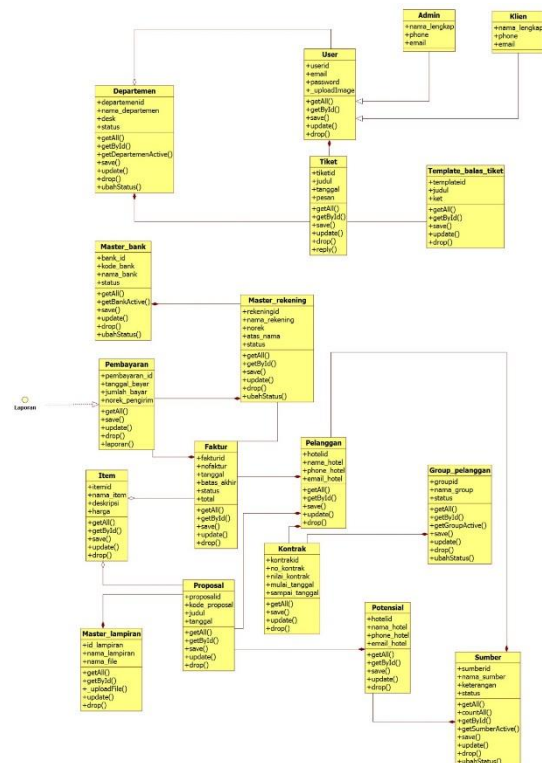 Admin
+nama_lengkap
+phone
+email
Klien
+nama_lengkap
+phone
+email
User
+userid
+email
+password
+_uploadImage
+getAll()
+getById()
+save()
+update()
+drop()
Departemen
+departemenid
+nama_departemen
+desk
+status
+getAll()
+getById()
+getDepartemenActive()
+save()
+update()
+drop()
+ubahStatus()
Tiket
+tiketid
+judul
+tanggal
+pesan
+getAll()
+getById()
+save()
+update()
+drop()
+reply()
Template_balas_tiket
+templateid
+judul
+ket
+getAll()
+getById()
+save()
+update()
+drop()
Master_bank
+bank_id
+kode_bank
+nama_bank
+status
+getAll()
+getBankActive()
+save()
+update()
+drop()
+ubahStatus()
Master_rekening
+rekeningid
+nama_rekening
+norek
+atas_nama
+status
+getAll()
+getById()
+save()
+update()
+drop()
+ubahStatus()
Laporan
Pembayaran
+pembayaran_id
+tanggal_bayar
+jumlah_bayar
+norek_pengirim
+getAll()
+save()
+update()
+drop()
+laporan()
Faktur
+fakturid
+nofaktur
+tanggal
+batas_akhir
+status
+total
+getAll()
+getById()
+save()
+update()
+drop()
Pelanggan
+hotelid
+name_hotel
+phone_hotel
+email_hotel
+getAll()
+getById()
+save()
+update()
+drop()
Group_pelanggan
+groupid
+nama_group
+status
+getAll()
+getById()
+getGroupActive()
+save()
+update()
+drop()
+ubahStatus()
Item
+itemid
+nama_item
+deskripsi
+harga
+getAll()
+getById()
+save()
+update()
+drop()
Kontrak
+kontrakid
+no_kontrak
+nilai_kontrak
+mulai_tanggal
+sampai_tanggal
+getAll()
+save()
+update()
+drop()
Proposal
+proposalid
+kode_proposal
+judul
+tanggal
+getAll()
+getById()
+save()
+update()
+drop()
Potensial
+hotelid
+nama_hotel
+phone_hotel
+email_hotel
+getAll()
+getById()
+save()
+update()
+drop()
Master_lampiran
+id_lampiran
+nama_lampiran
+nama_file
+getAll()
+getById()
+_uploadFile()
+update()
+drop()
Sumber
+sumberid
+nama_sumber
+keterangan
+status
+getAll()
+countAll()
+getById()
+getSumberActive()
+save()
+update()
+drop()
+ubahStatus()